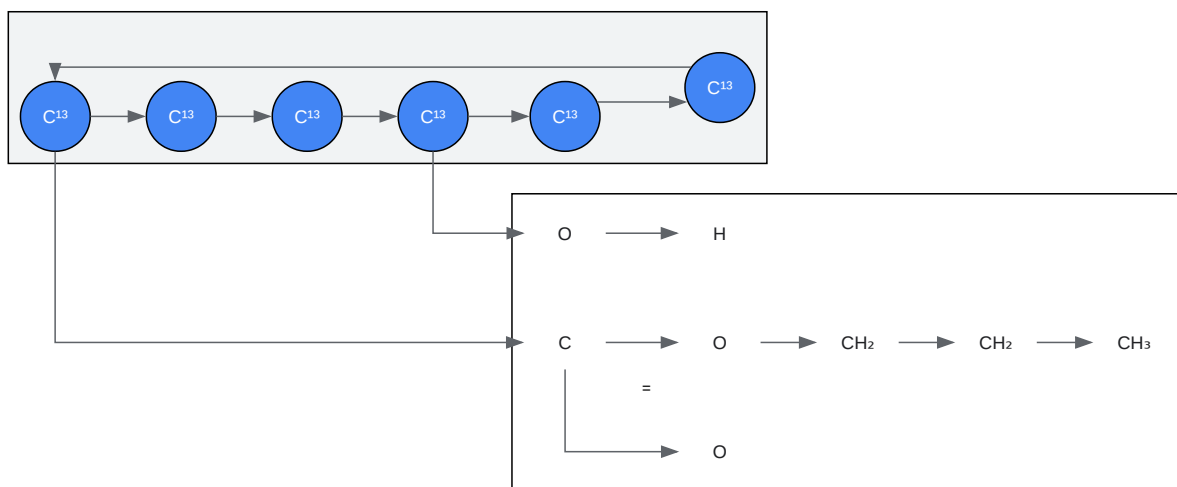 C¹³
C¹³ C¹³ C¹³ C¹³ C¹³
O H
C O CH₂ CH₂ CH₃
=
O